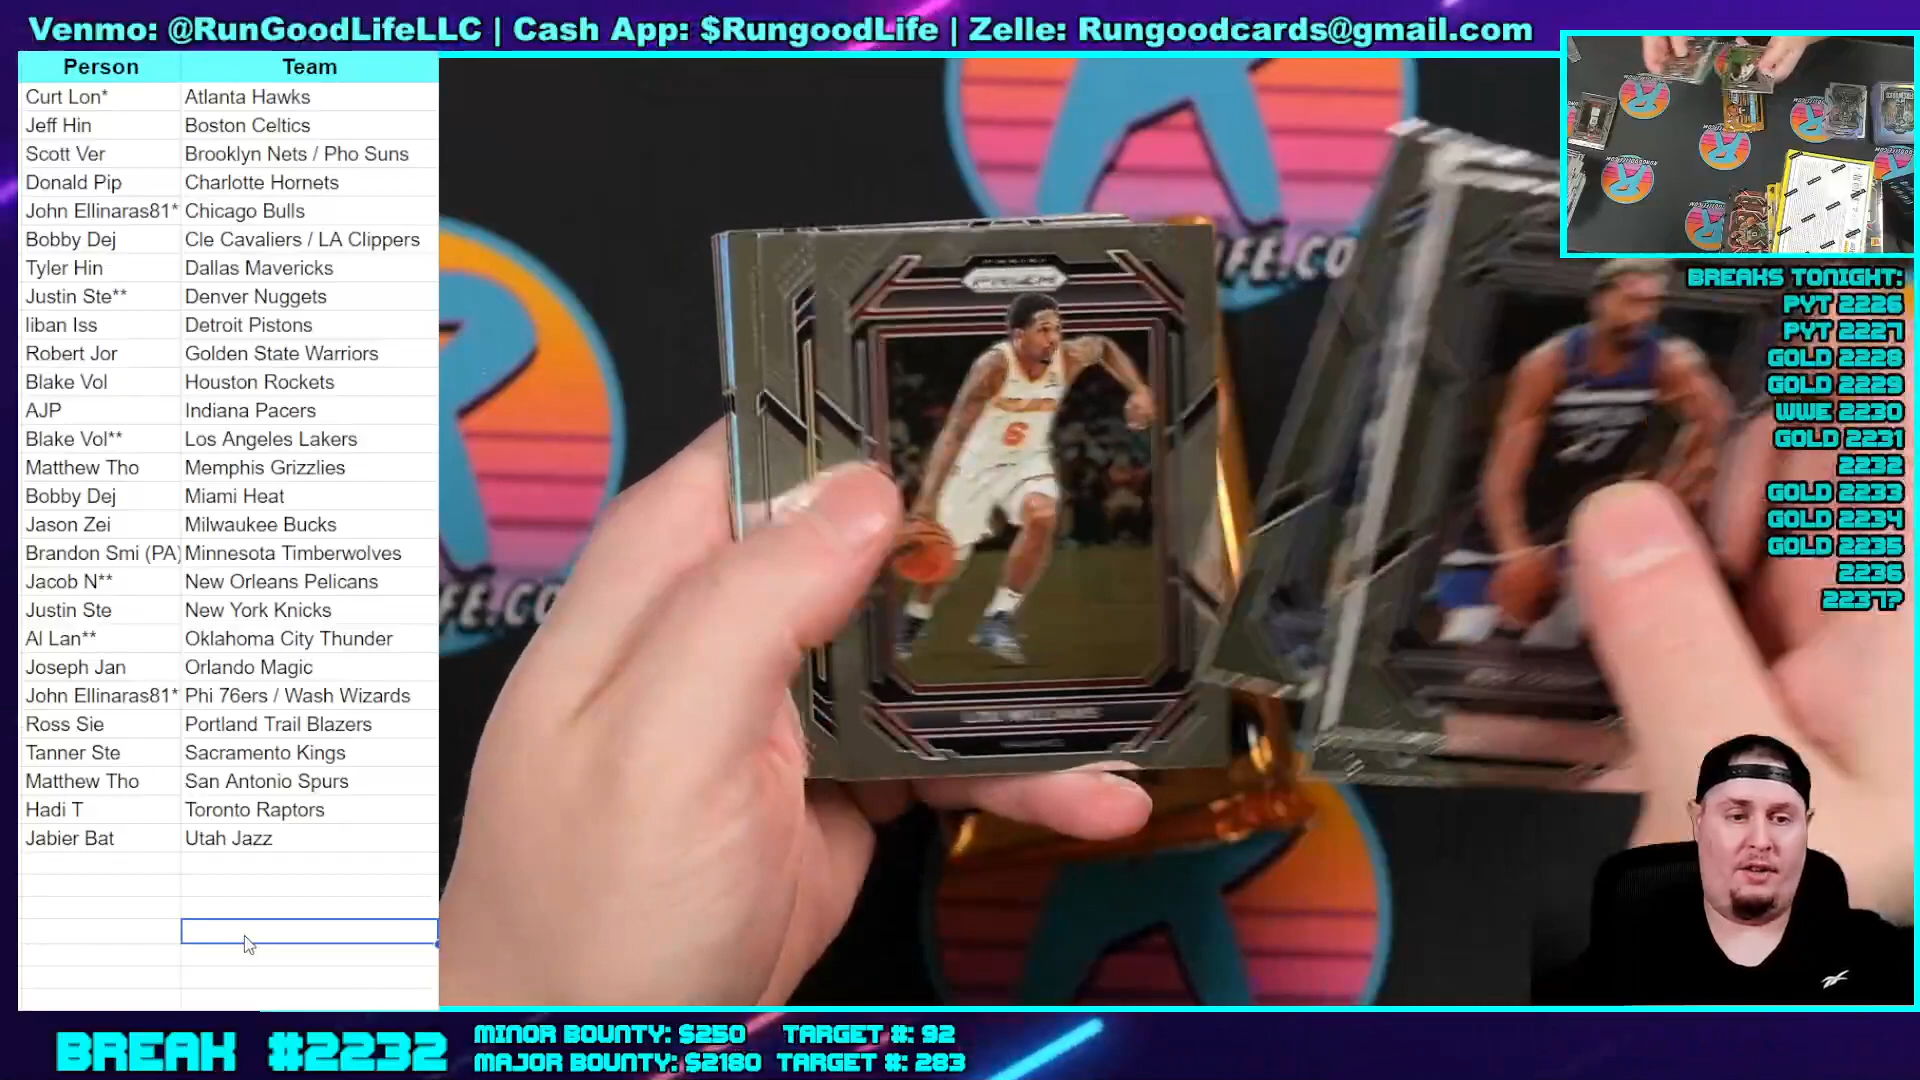 Venmo: @RunGoodLifeLLC | Cash App: $RungoodLife | Zelle: Rungoodcards@gmail.com
Person Team
Curt Lon* Atlanta Hawks
Jeff Hin Boston Celtics
Scott Ver Brooklyn Nets / Pho Suns
Donald Pip Charlotte Hornets
John Ellinaras81* Chicago Bulls
Bobby Dej Cle Cavaliers / LA Clippers
Tyler Hin Dallas Mavericks
Justin Ste** Denver Nuggets
liban Iss Detroit Pistons
Robert Jor Golden State Warriors
Blake Vol Houston Rockets
AJP Indiana Pacers
Blake Vol** Los Angeles Lakers
Matthew Tho Memphis Grizzlies
Bobby Dej Miami Heat
Jason Zei Milwaukee Bucks
Brandon Smi (PA) Minnesota Timberwolves
Jacob N** New Orleans Pelicans
Justin Ste New York Knicks
Al Lan** Oklahoma City Thunder
Joseph Jan Orlando Magic
John Ellinaras81* Phi 76ers / Wash Wizards
Ross Sie Portland Trail Blazers
Tanner Ste Sacramento Kings
Matthew Tho San Antonio Spurs
Hadi T Toronto Raptors
Jabier Bat Utah Jazz
6
FE.CO
FE.CO
BREAKS TONIGHT:
PYT 2226
PYT 2227
GOLD 2228
GOLD 2229
WWE 2230
GOLD 2231
2232
GOLD 2233
GOLD 2234
GOLD 2235
2236
2237?
BREAK #2232
MINOR BOUNTY: $250 TARGET #: 92
MAJOR BOUNTY: $2180 TARGET #: 283